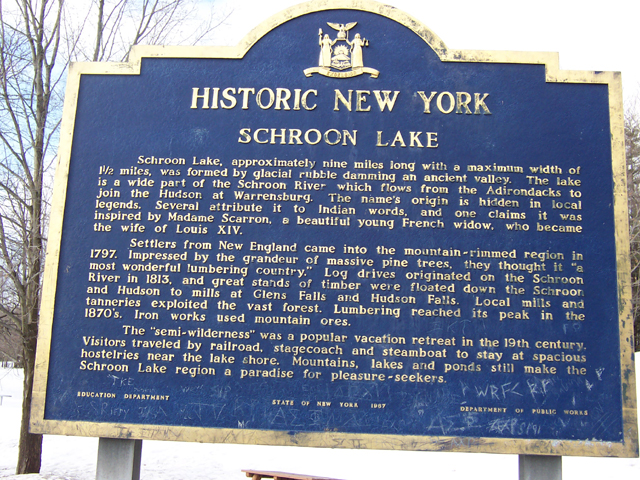 HISTORIC NEW YORK
SCHROON LAKE
Schroon Lake, approximately nine miles long with a maximum width of
1½ miles, was formed by glacial rubble damming an ancient valley. The lake
is a wide part of the Schroon River which flows from the Adirondacks to
join the Hudson at Warrensburg. The name's origin is hidden in local
legends. Several attribute it to Indian words, and one claims it was
inspired by Madame Scarron, a beautiful young French widow, who became
the wife of Louis XIV.
Settlers from New England came into the mountain-rimmed region in
1797. Impressed by the grandeur of massive pine trees, they thought it "a
most wonderful lumbering country." Log drives originated on the Schroon
River in 1813, and great stands of timber were floated down the Schroon
and Hudson to mills at Glens Falls and Hudson Falls. Local mills and
tanneries exploited the vast forest. Lumbering reached its peak in the
1870's. Iron works used mountain ores.
The "semi-wilderness" was a popular vacation retreat in the 19th century.
Visitors traveled by railroad, stagecoach and steamboat to stay at spacious
hostelries near the lake shore. Mountains, lakes and ponds still make the
Schroon Lake region a paradise for pleasure-seekers.
EDUCATION DEPARTMENT STATE OF NEW YORK 1967 DEPARTMENT OF PUBLIC WORKS